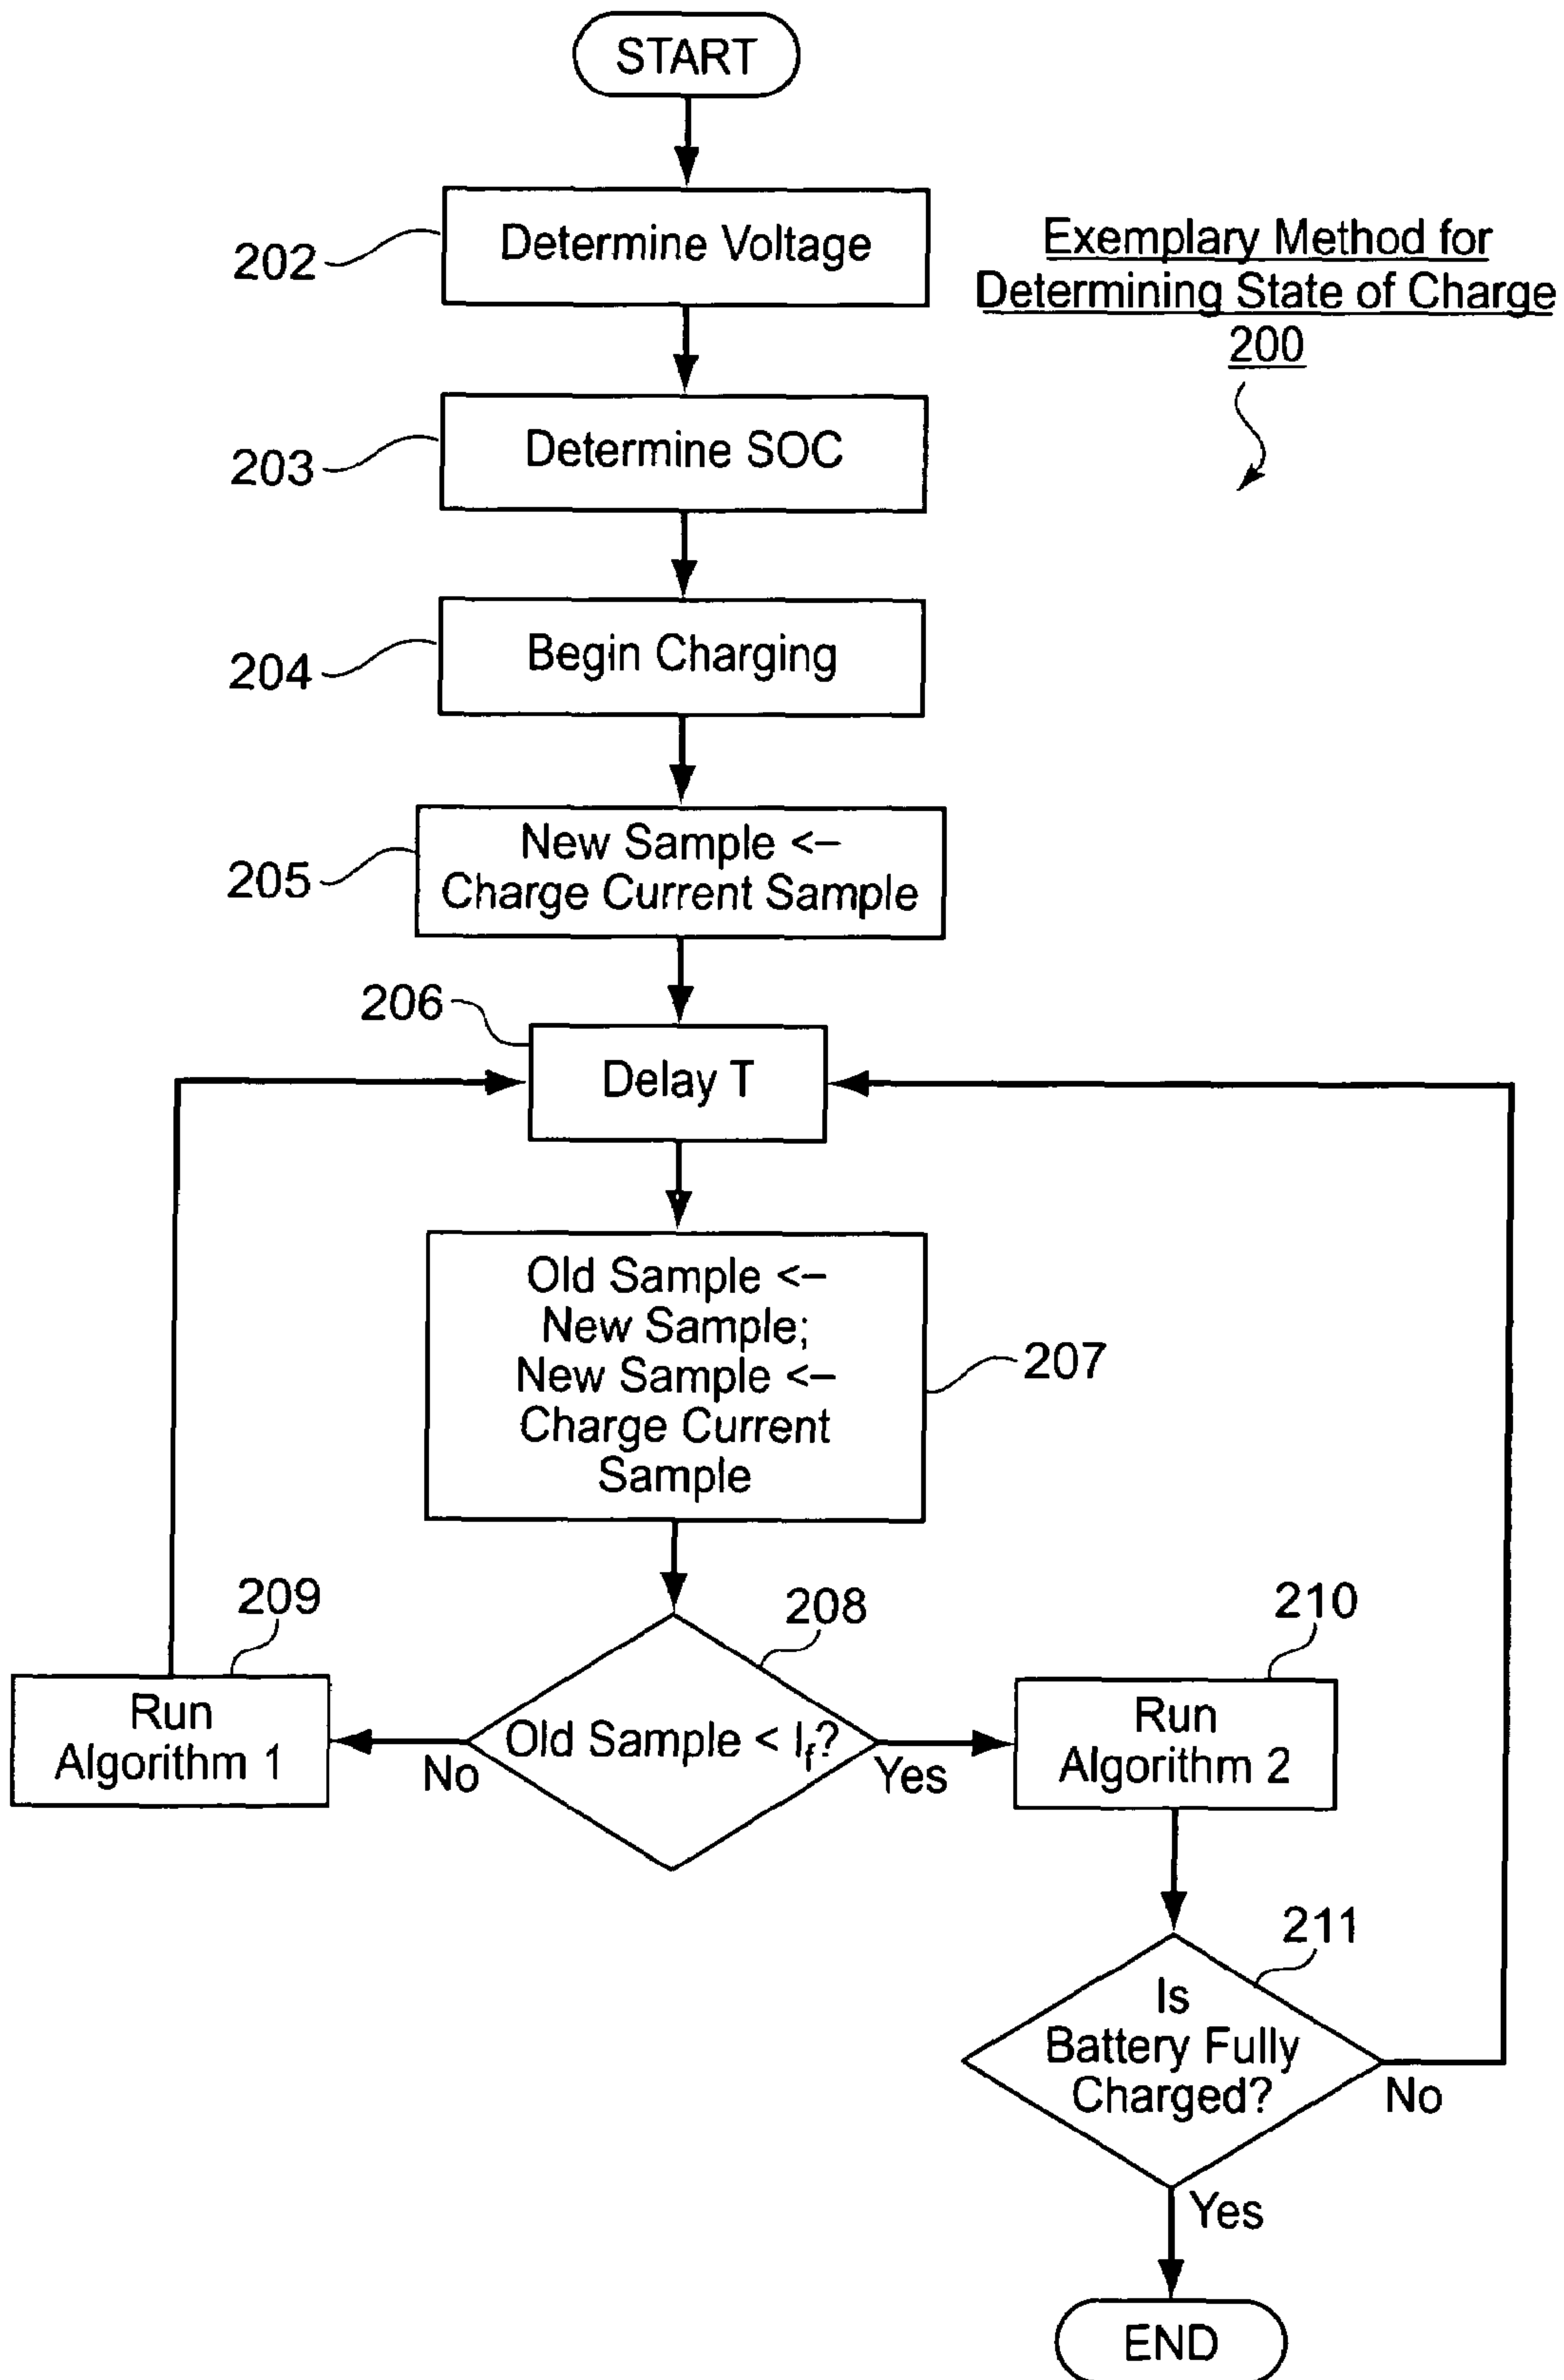 START
Determine Voltage
202
Exemplary Method for
Determining State of Charge
200
Determine SOC
203
Begin Charging
204
New Sample <–
Charge Current Sample
205
206
Delay T
Old Sample <–
New Sample;
New Sample <–
Charge Current
Sample
207
209
208
210
Run
Algorithm 1
No
Old Sample < If?
Yes
Run
Algorithm 2
211
Is
Battery Fully
Charged?
No
Yes
END